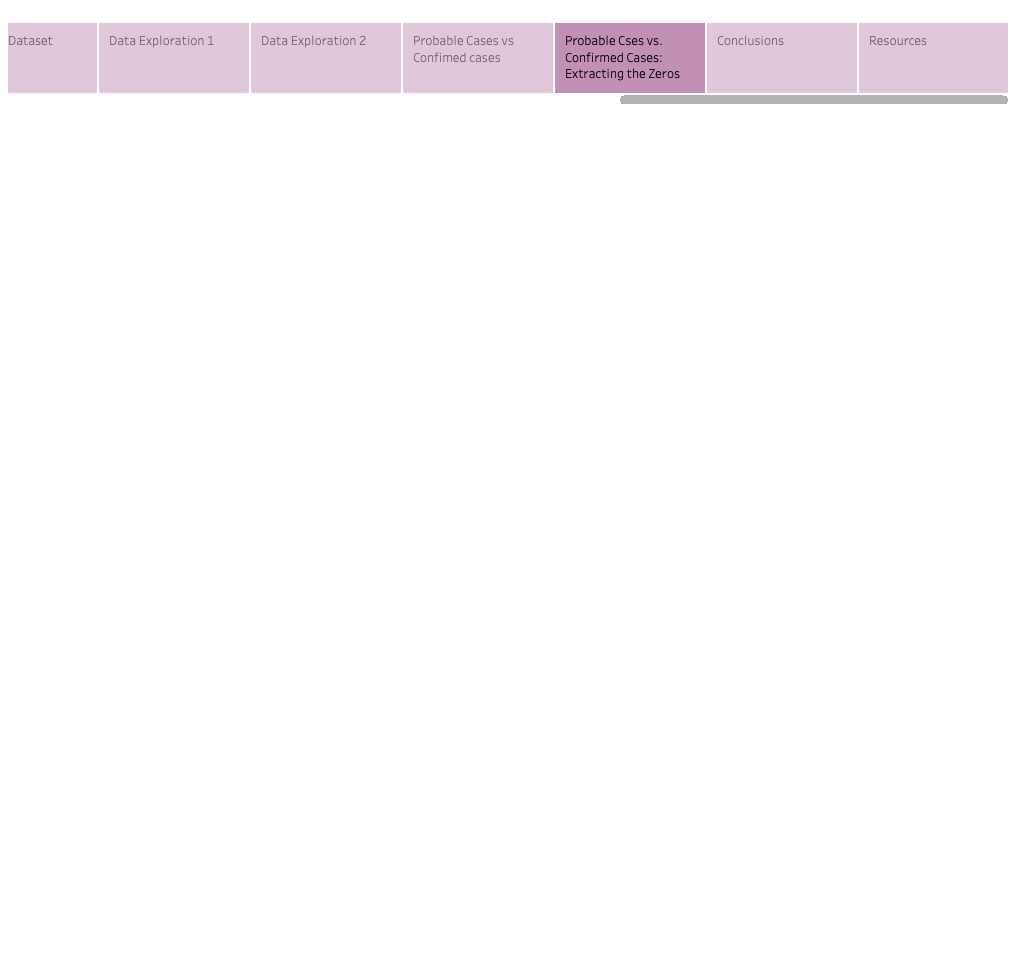 Dataset
Data Exploration 1
Data Exploration 2
Probable Cases vs
Confimed cases
Probable Cses vs.
Confirmed Cases:
Extracting the Zeros
Conclusions
Resources